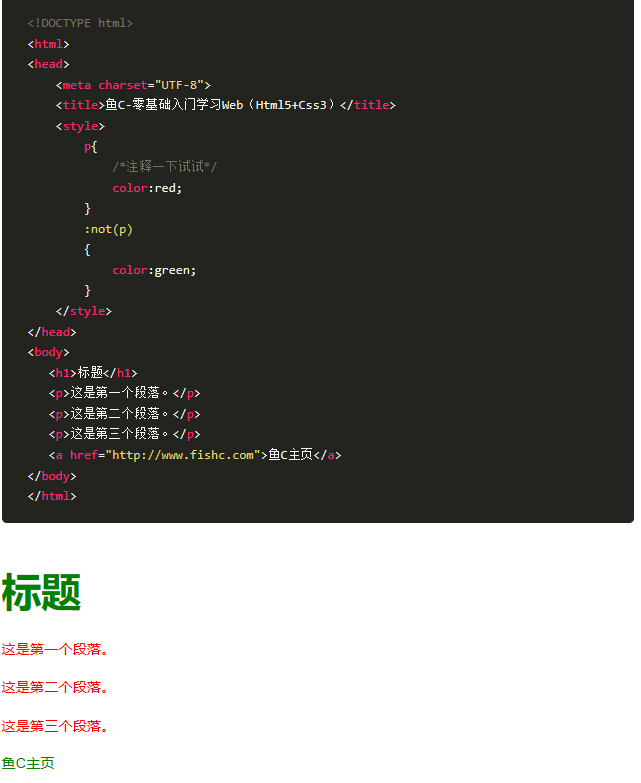 <!DOCTYPE html>
<html>
<head>
    <meta charset="UTF-8">
    <title>鱼C-零基础入门学习Web（Html5+Css3）</title>
    <style>
        p{
            /*注释一下试试*/
            color:red;
        }
        :not(p)
        {
            color:green;
        }
    </style>
</head>
<body>
   <h1>标题</h1>
   <p>这是第一个段落。</p>
   <p>这是第二个段落。</p>
   <p>这是第三个段落。</p>
   <a href="http://www.fishc.com">鱼C主页</a>
</body>
</html>
标题
这是第一个段落。
这是第二个段落。
这是第三个段落。
鱼C主页